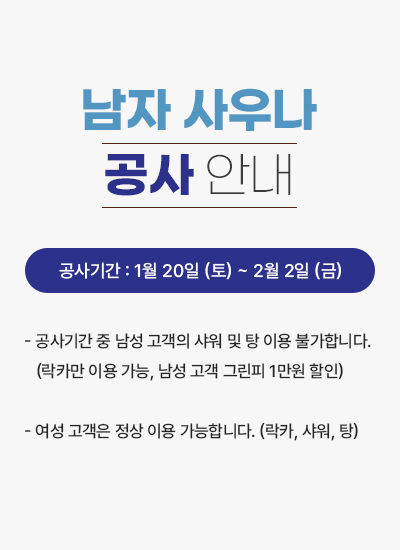 남자 사우나
공사 안내
공사기간 : 1월 20일 (토) ~ 2월 2일 (금)
- 공사기간 중 남성 고객의 샤워 및 탕 이용 불가합니다.
(락카만 이용 가능, 남성 고객 그린피 1만원 할인)
- 여성 고객은 정상 이용 가능합니다. (락카, 샤워, 탕)